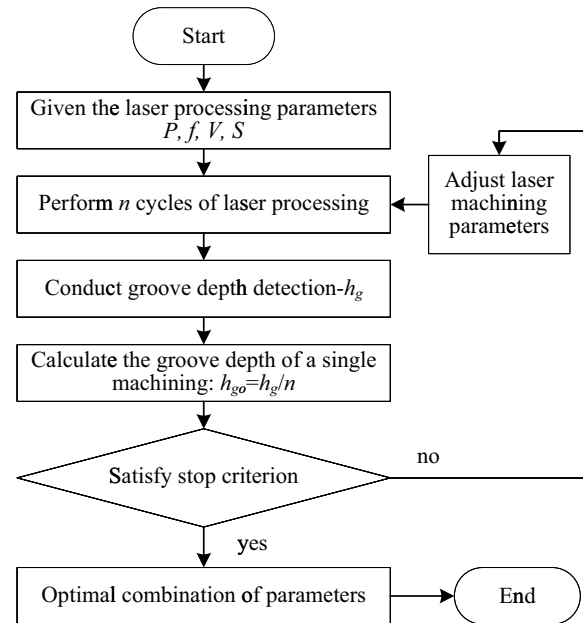 Start
Given the laser processing parameters
P, f, V, S
Perform n cycles of laser processing
Adjust laser
machining
parameters
Conduct groove depth detection-hg
Calculate the groove depth of a single
machining: hgo=hg/n
Satisfy stop criterion
no
yes
Optimal combination of parameters
End